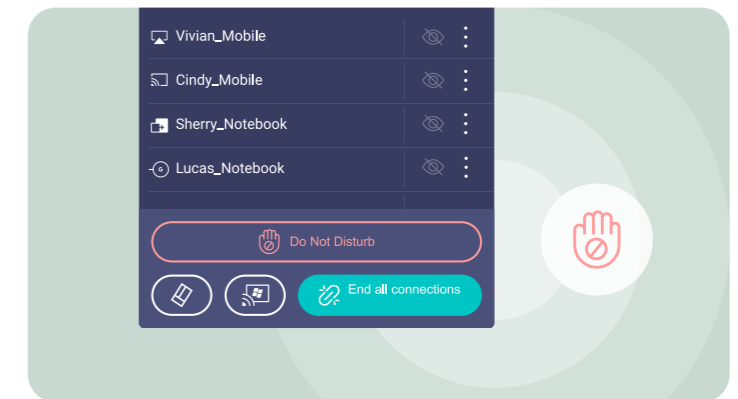 Vivian_Mobile
Cindy_Mobile
Sherry_Notebook
Lucas_Notebook
Do Not Disturb
End all connections